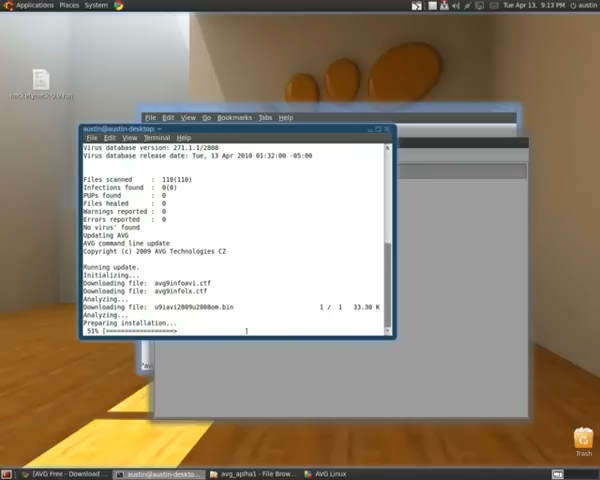 Applications Places System
Tue Apr 13, 9:13 PM austin
File Edit View Go Bookmarks Tabs Help
austin@austin-desktop: ~
File Edit View Terminal Help
Virus database version: 271.1.1/2808
Virus database release date: Tue, 13 Apr 2010 01:32:00 -05:00
Files scanned : 110(110)
Infections found : 0(0)
PUPs found : 0
Files healed : 0
Warnings reported : 0
Errors reported : 0
No virus' found
Updating AVG
AVG command line update
Copyright (c) 2009 AVG Technologies CZ
Running update.
Initializing...
Downloading file: avg9infoavi.ctf
Downloading file: avg9infolx.ctf
Analyzing...
Downloading file: u9iavi2809u2808om.bin 1 / 1 33.30 K
Analyzing...
Preparing installation...
51% [=================> ]
"av
Trash
[AVG Free - Download ...
austin@austin-deskto...
avg_aplha1 - File Brow...
AVG Linux